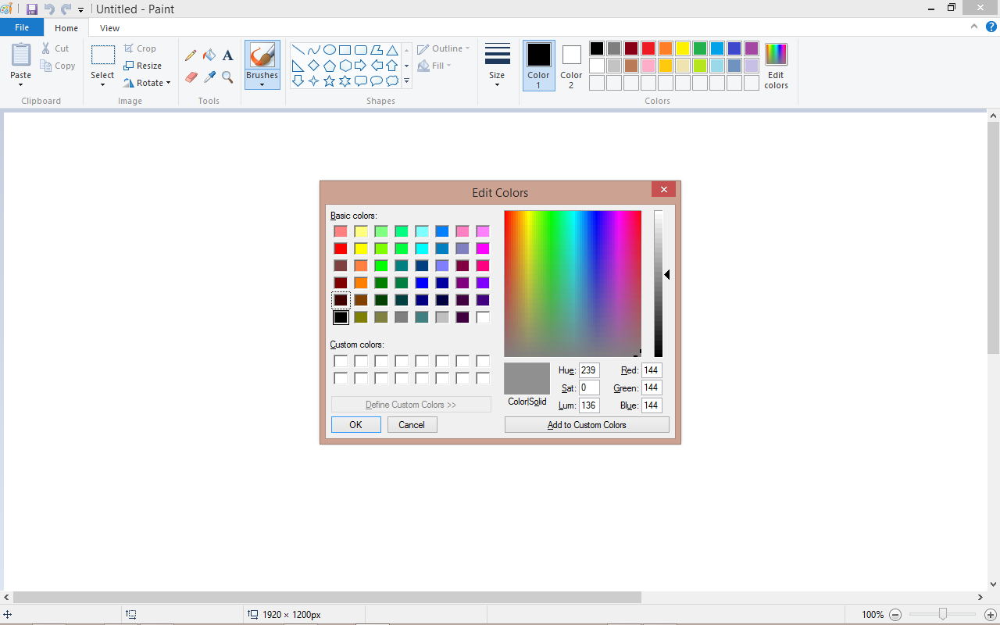 Untitled - Paint
File Home View
Paste
Cut
Copy
Clipboard
Select
Crop
Resize
Rotate
Image
A
Tools
Brushes
Outline
Fill
Shapes
Size
Color
1
Color
2
Edit
colors
Colors
Edit Colors
Basic colors:
Custom colors:
Define Custom Colors >>
OK Cancel
Hue: 239 Red: 144
Sat: 0 Green: 144
Color|Solid
Lum: 136 Blue: 144
Add to Custom Colors
1920 × 1200px
100%